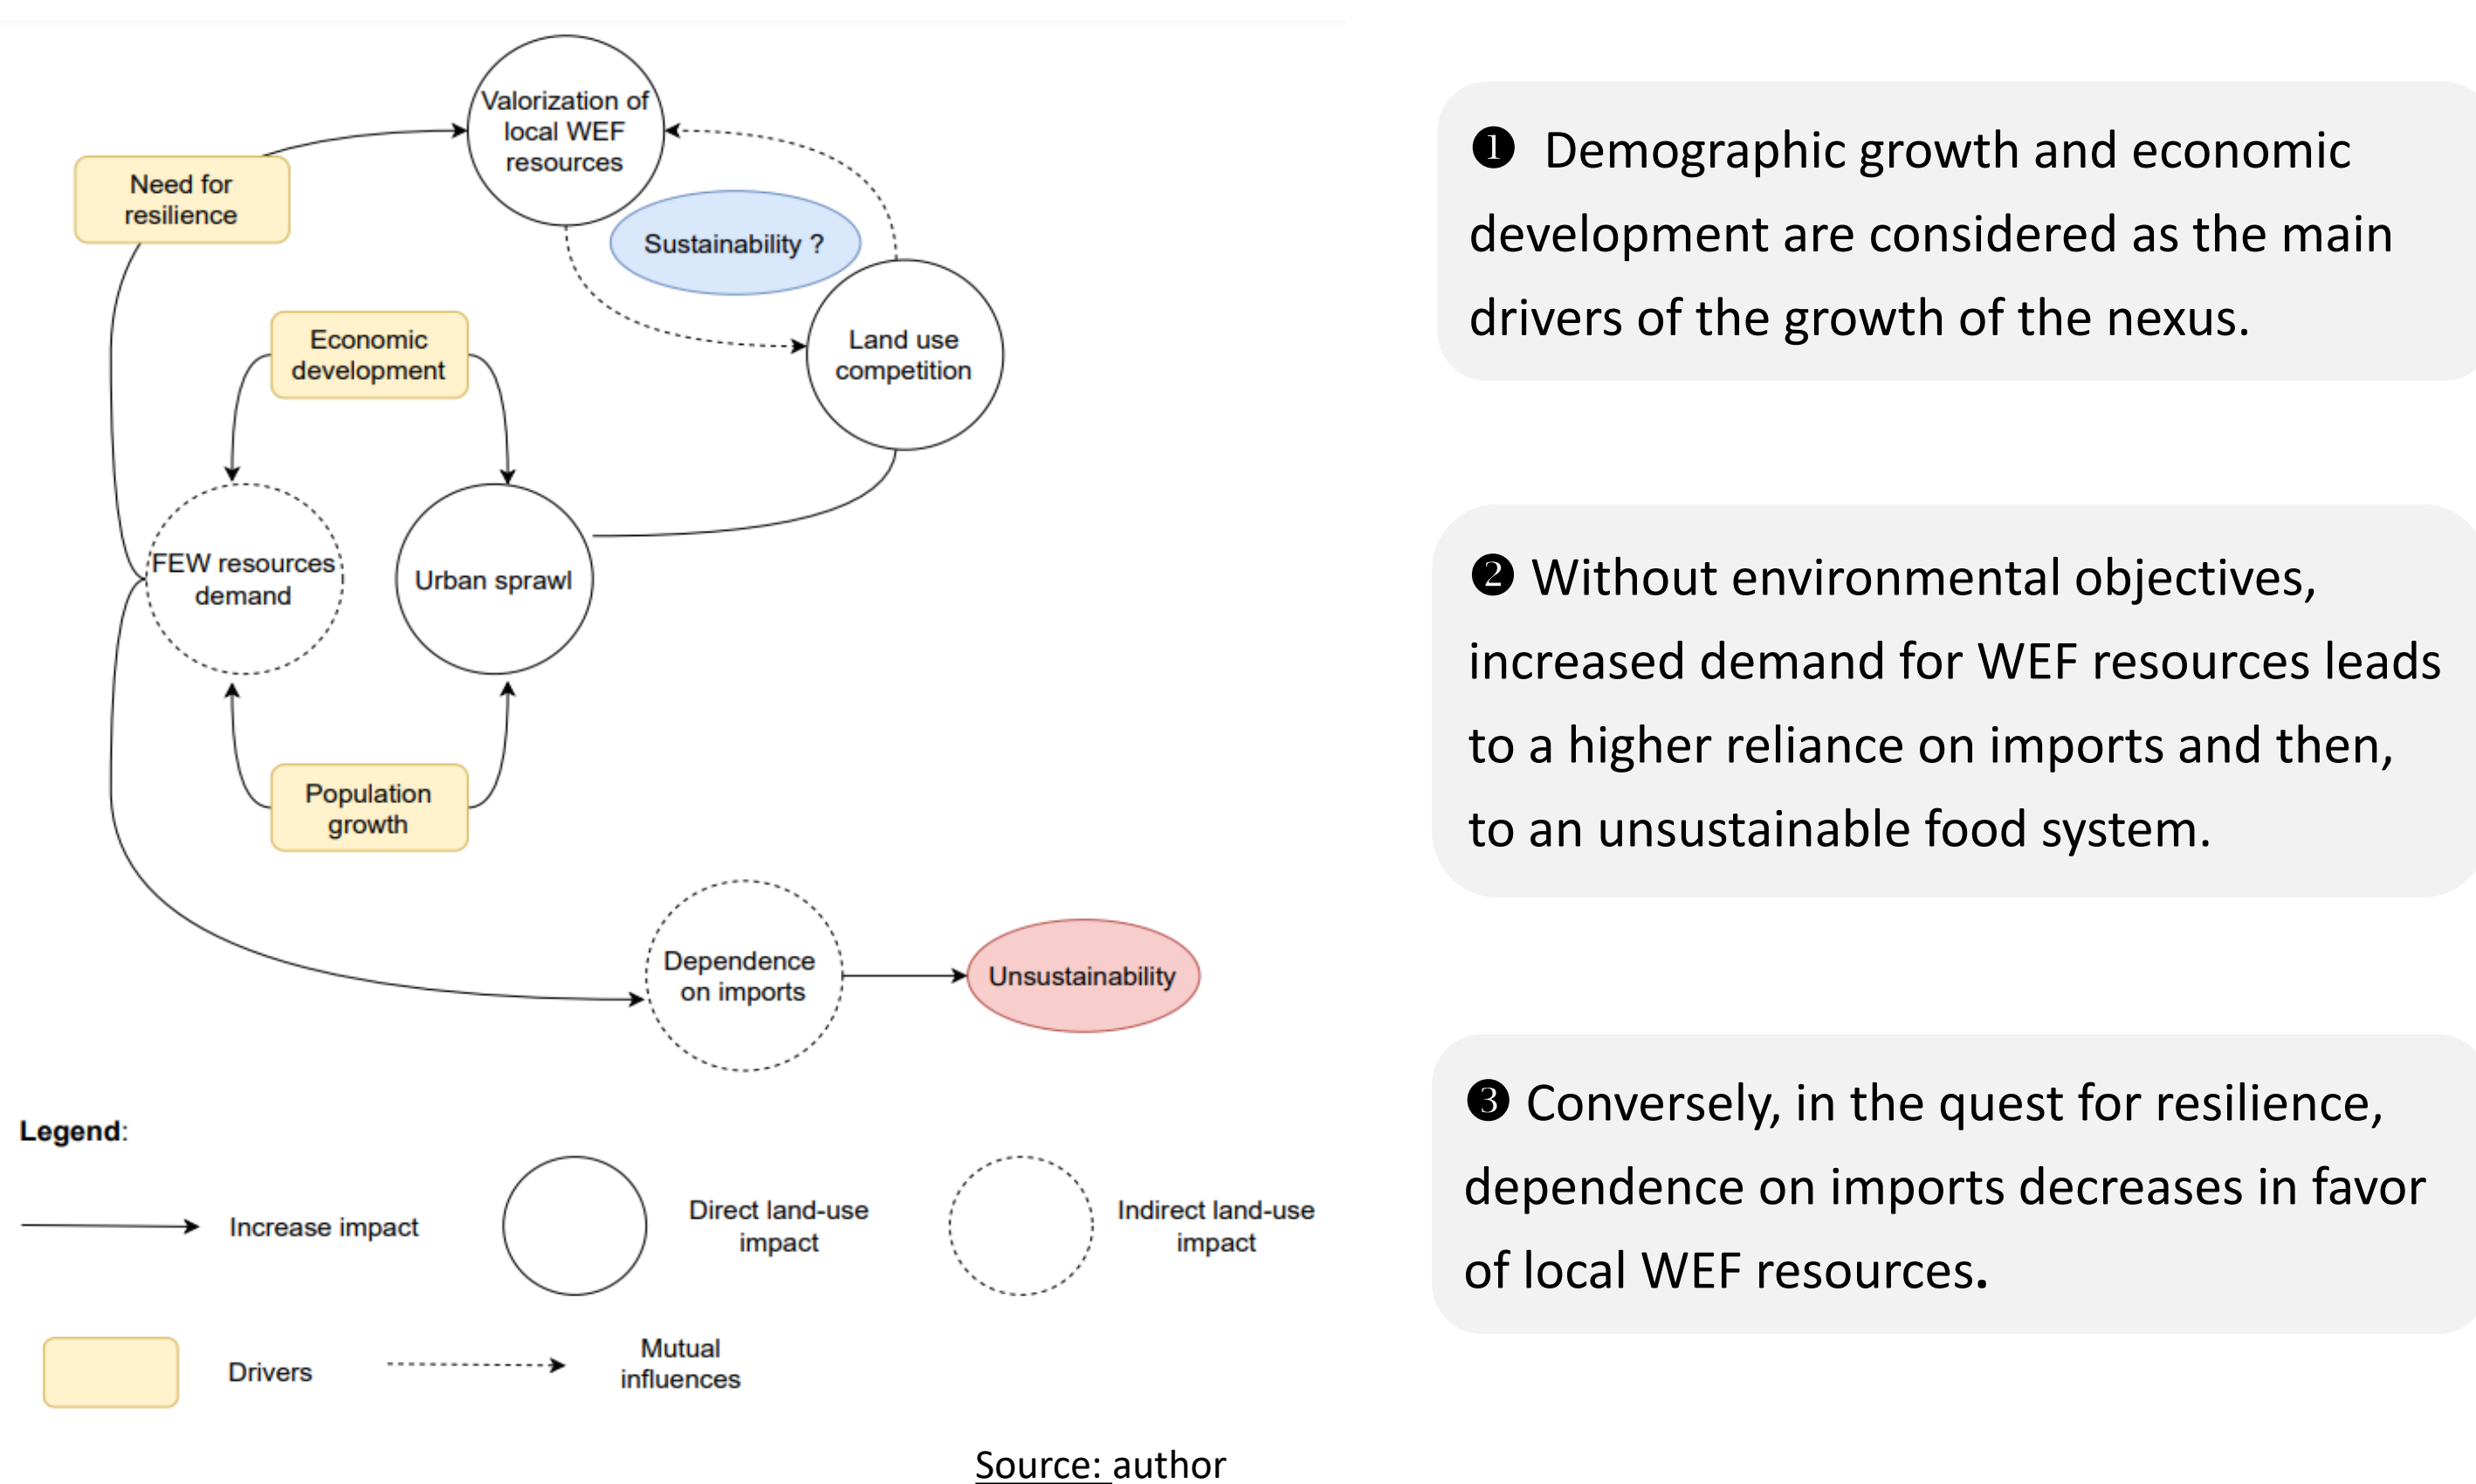 Valorization of
local WEF
resources
Need for
resilience
Sustainability ?
Economic
development
Land use
competition
FEW resources
demand
Urban sprawl
Population
growth
Dependence
on imports
Unsustainability
Legend:
Increase impact
Direct land-use
impact
Indirect land-use
impact
Drivers
Mutual
influences
Source: author
❶ Demographic growth and economic
development are considered as the main
drivers of the growth of the nexus.
❷ Without environmental objectives,
increased demand for WEF resources leads
to a higher reliance on imports and then,
to an unsustainable food system.
❸ Conversely, in the quest for resilience,
dependence on imports decreases in favor
of local WEF resources.